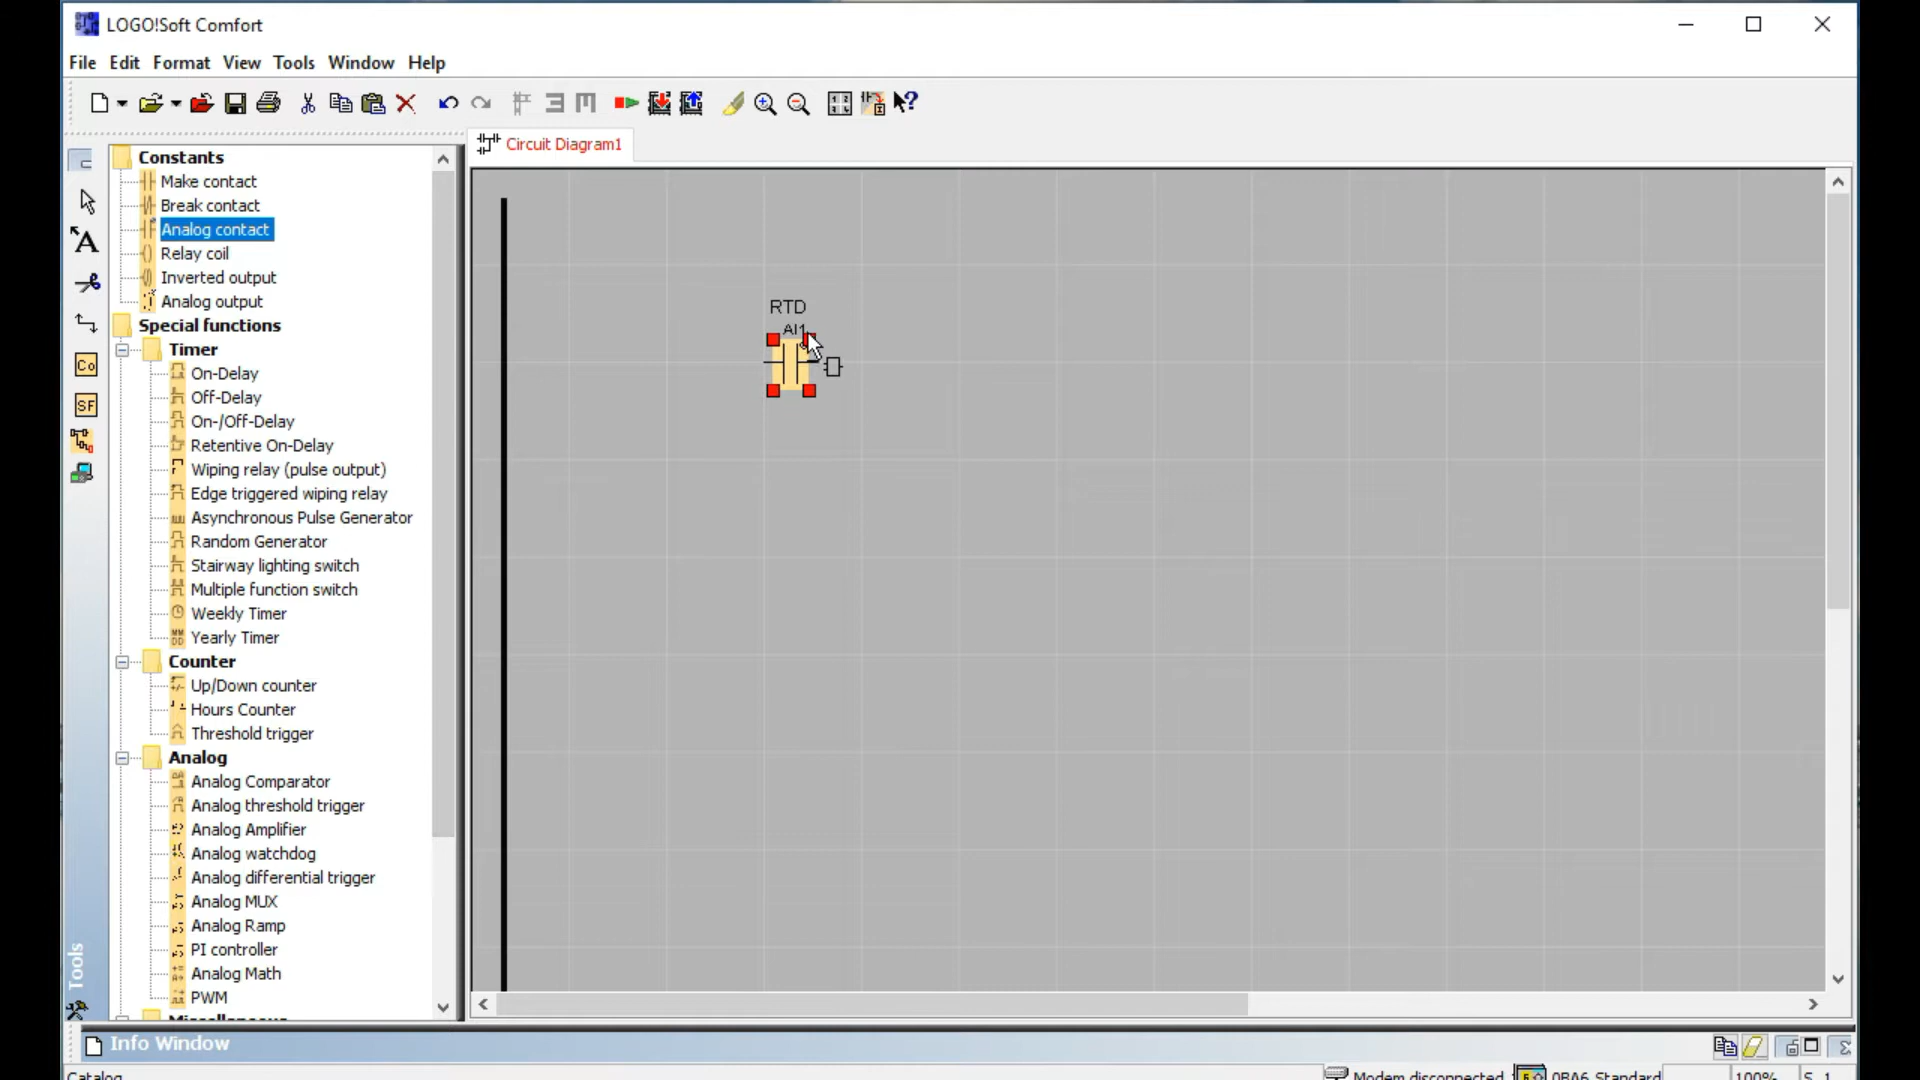 LOGO!Soft Comfort
File Edit Format View Tools Window Help
Circuit Diagram1
Constants
Make contact
Break contact
Analog contact
Relay coil
Inverted output
Analog output
Special functions
Timer
On-Delay
Off-Delay
On-/Off-Delay
Retentive On-Delay
Wiping relay (pulse output)
Edge triggered wiping relay
Asynchronous Pulse Generator
Random Generator
Stairway lighting switch
Multiple function switch
Weekly Timer
Yearly Timer
Counter
Up/Down counter
Hours Counter
Threshold trigger
Analog
Analog Comparator
Analog threshold trigger
Analog Amplifier
Analog watchdog
Analog differential trigger
Analog MUX
Analog Ramp
PI controller
Analog Math
PWM
Miscellaneous
A
Co
SF
Tools
RTD
AI1
Info Window
Catalog
Modem disconnected 0BA6 Standard 100% S. 1